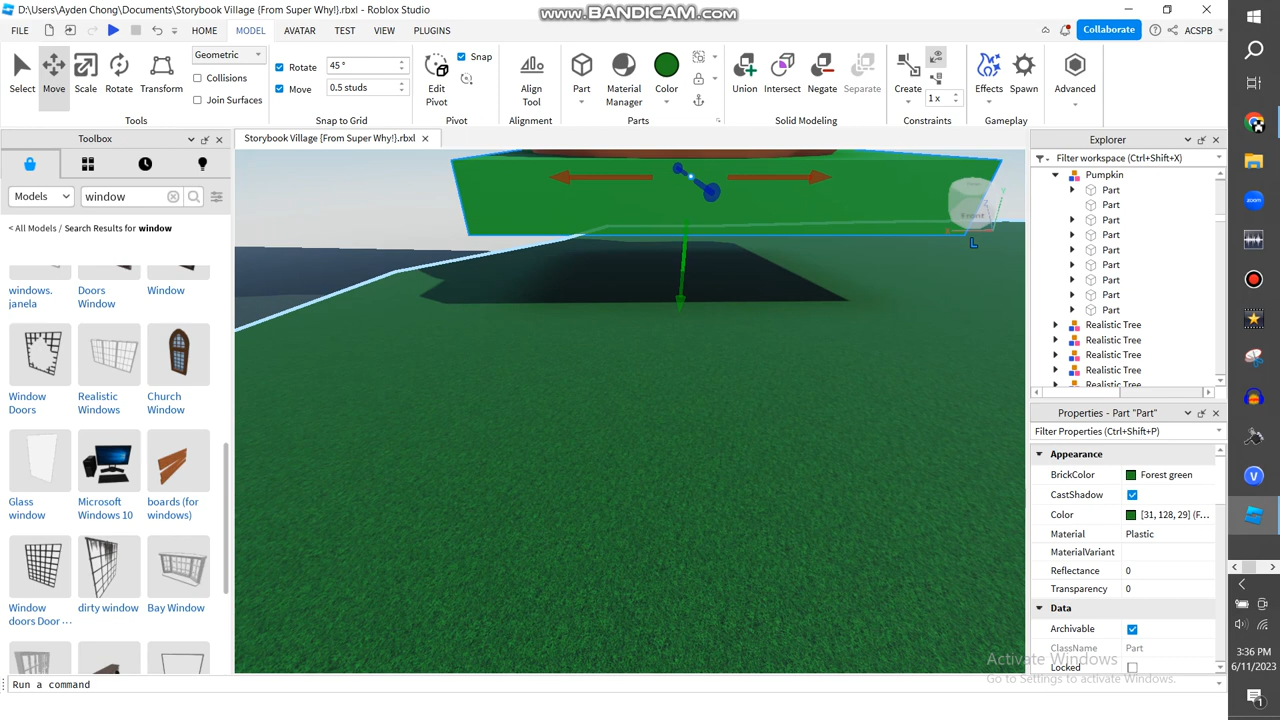 D:\Users\Ayden Chong\Documents\Storybook Village {From Super Why!}.rbxl - Roblox Studio
www.BANDICAM.com
FILE HOME MODEL AVATAR TEST VIEW PLUGINS Collaborate ACSPB
Select Move Scale Rotate Transform
Geometric
Collisions
Join Surfaces
Rotate 45 °
Move 0.5 studs
Edit Pivot
Snap
Align Tool
Part
Material Manager
Color
Union Intersect Negate Separate
Create
1 x
Effects Spawn
Advanced
Tools Snap to Grid Pivot Alignment Parts Solid Modeling Constraints Gameplay
Toolbox
Storybook Village {From Super Why!}.rbxl
Models window
< All Models / Search Results for window
windows. janela
Doors Window
Window
Window Doors
Realistic Windows
Church Window
Glass window
Microsoft Windows 10
boards (for windows)
Window doors Door ...
dirty window
Bay Window
L
Explorer
Filter workspace (Ctrl+Shift+X)
Pumpkin
Part
Part
Part
Part
Part
Part
Part
Part
Part
Realistic Tree
Realistic Tree
Realistic Tree
Realistic Tree
Realistic Tree
Properties - Part "Part"
Filter Properties (Ctrl+Shift+P)
Appearance
BrickColor Forest green
CastShadow
Color [31, 128, 29] (F...
Material Plastic
MaterialVariant
Reflectance 0
Transparency 0
Data
Archivable
ClassName Part
Locked
Activate Windows
Go to Settings to activate Windows.
Run a command
zoom
V
3:36 PM
6/11/2023
1